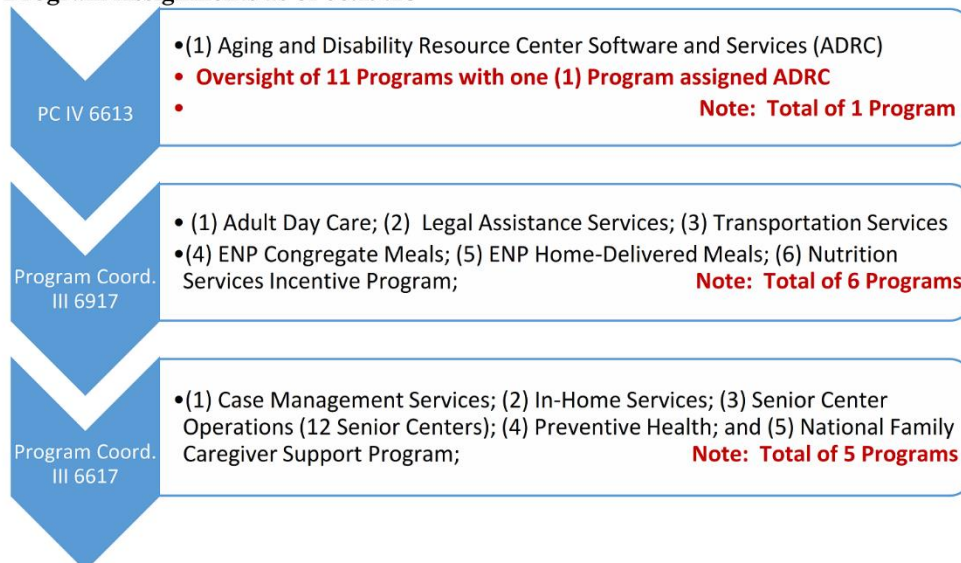 PC IV 6613
•(1) Aging and Disability Resource Center Software and Services (ADRC)
• Oversight of 11 Programs with one (1) Program assigned ADRC
• Note: Total of 1 Program
Program Coord.
III 6917
• (1) Adult Day Care; (2) Legal Assistance Services; (3) Transportation Services
•(4) ENP Congregate Meals; (5) ENP Home-Delivered Meals; (6) Nutrition
Services Incentive Program; Note: Total of 6 Programs
Program Coord.
III 6617
•(1) Case Management Services; (2) In-Home Services; (3) Senior Center
Operations (12 Senior Centers); (4) Preventive Health; and (5) National Family
Caregiver Support Program; Note: Total of 5 Programs